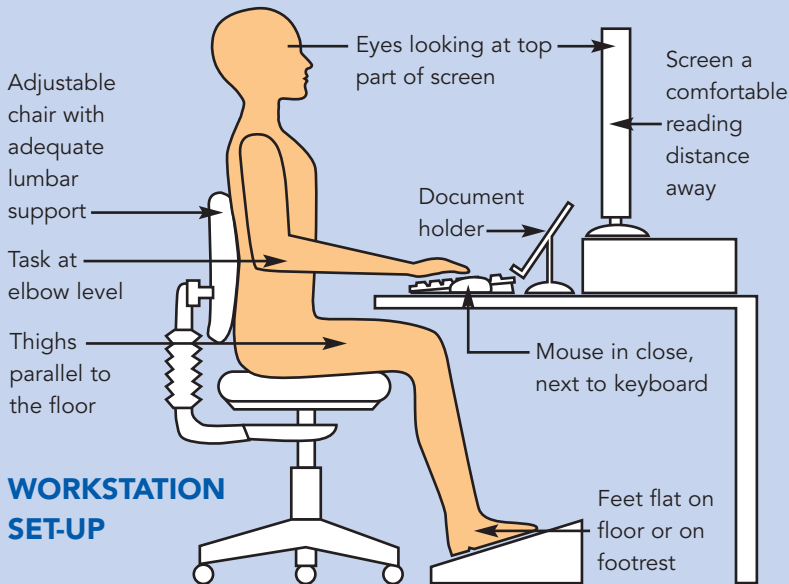 Eyes looking at top
part of screen
Screen a
comfortable
reading
distance
away
Adjustable
chair with
adequate
lumbar
support
Document
holder
Task at
elbow level
Thighs
parallel to
the floor
Mouse in close,
next to keyboard
WORKSTATION
SET-UP
Feet flat on
floor or on
footrest